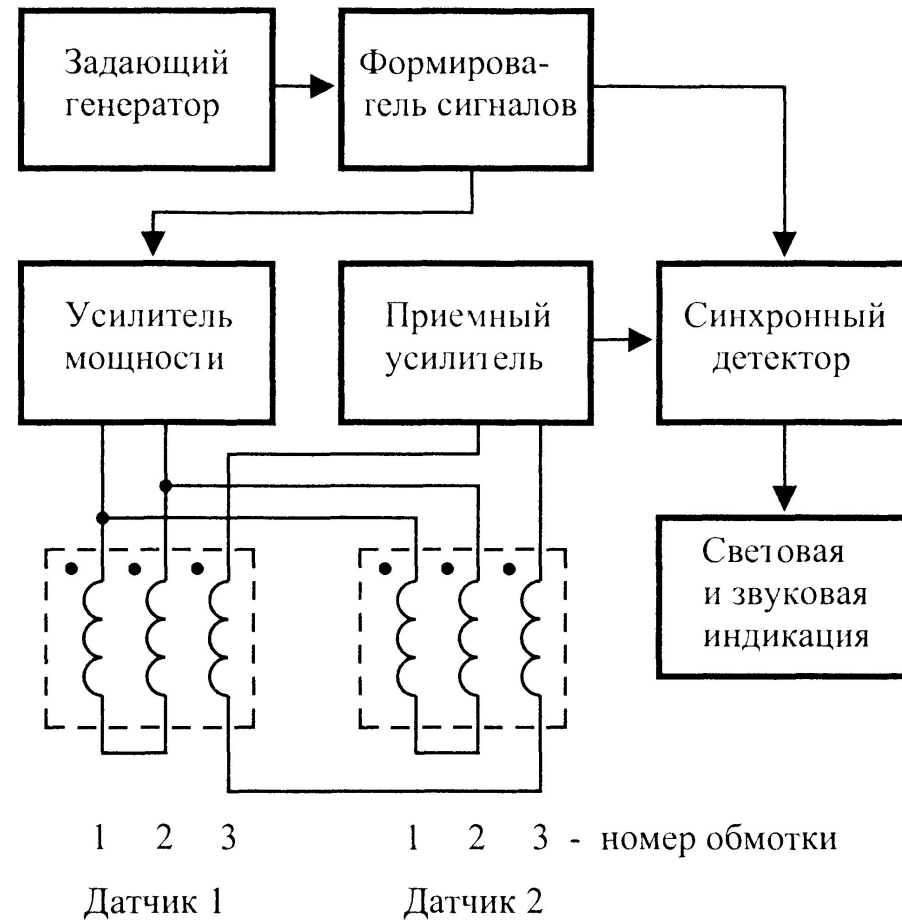 Задающий
генератор
Формирова-
тель сигналов
Усилитель
мощности
Приемный
усилитель
Синхронный
детектор
Световая
и звуковая
индикация
1 2 3 1 2 3 - номер обмотки
Датчик 1 Датчик 2